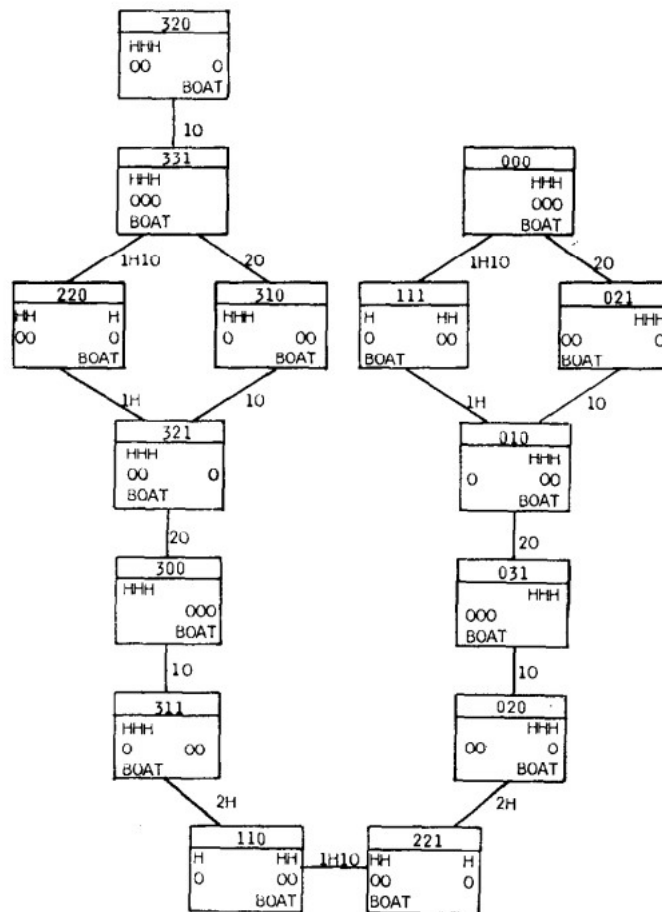 320
HHH
OO O
BOAT
1O
331
HHH
OOO
BOAT
000
HHH
OOO
BOAT
1H1O
2O
1H1O
2O
220
HH H
OO O
BOAT
310
HHH
O OO
BOAT
111
H HH
O OO
BOAT
021
HHH
OO O
BOAT
1H
1O
1H
1O
321
HHH
OO O
BOAT
010
HHH
O OO
BOAT
2O
2O
300
HHH
OOO
BOAT
031
HHH
OOO
BOAT
1O
1O
311
HHH
O OO
BOAT
020
HHH
OO O
BOAT
2H
2H
110
H HH
O OO
BOAT
1H1O
221
HH H
OO O
BOAT